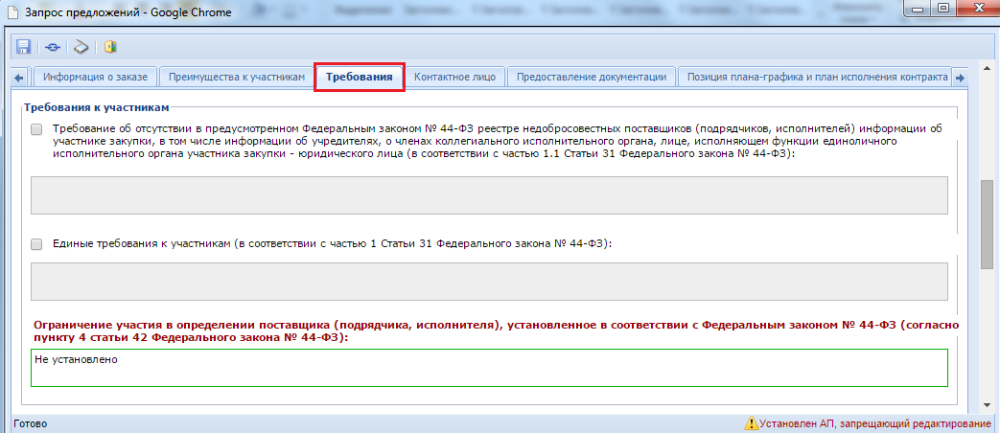 Запрос предложений - Google Chrome
Информация о заказе
Преимущества к участникам
Требования
Контактное лицо
Предоставление документации
Позиция плана-графика и план исполнения контракта
Требования к участникам
Требование об отсутствии в предусмотренном Федеральным законом № 44-ФЗ реестре недобросовестных поставщиков (подрядчиков, исполнителей) информации об
участнике закупки, в том числе информации об учредителях, о членах коллегиального исполнительного органа, лице, исполняющем функции единоличного
исполнительного органа участника закупки - юридического лица (в соответствии с частью 1.1 Статьи 31 Федерального закона № 44-ФЗ):
Единые требования к участникам (в соответствии с частью 1 Статьи 31 Федерального закона № 44-ФЗ):
Ограничение участия в определении поставщика (подрядчика, исполнителя), установленное в соответствии с Федеральным законом № 44-ФЗ (согласно
пункту 4 статьи 42 Федерального закона № 44-ФЗ):
Не установлено
Готово
Установлен АП, запрещающий редактирование